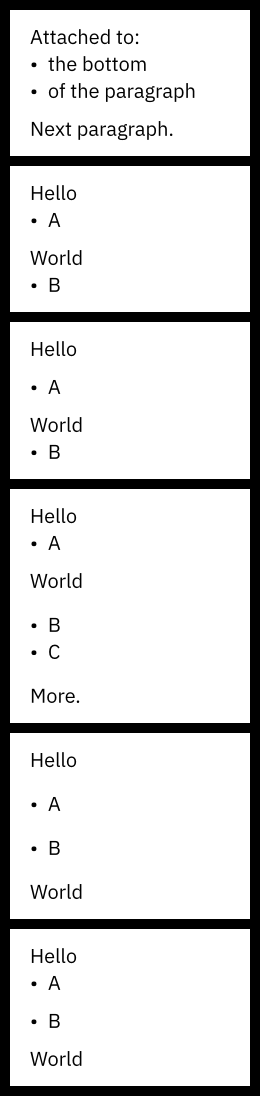 Attached to:
• the bottom
• of the paragraph
Next paragraph.
Hello
• A
World
• B
Hello
• A
World
• B
Hello
• A
World
• B
• C
More.
Hello
• A
• B
World
Hello
• A
• B
World